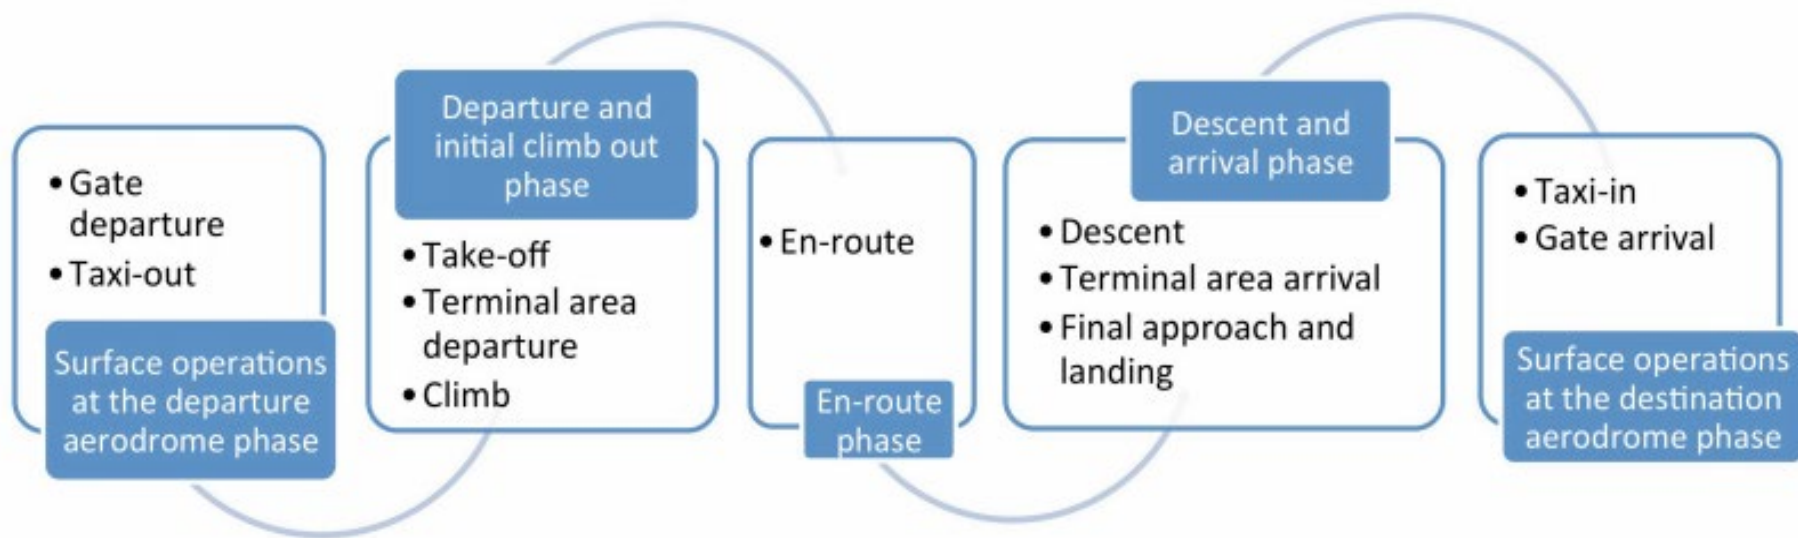 • Gate
departure
• Taxi-out
Surface operations
at the departure
aerodrome phase
Departure and
initial climb out
phase
• Take-off
• Terminal area
departure
• Climb
• En-route
En-route
phase
Descent and
arrival phase
• Descent
• Terminal area arrival
• Final approach and
landing
• Taxi-in
• Gate arrival
Surface operations
at the destination
aerodrome phase